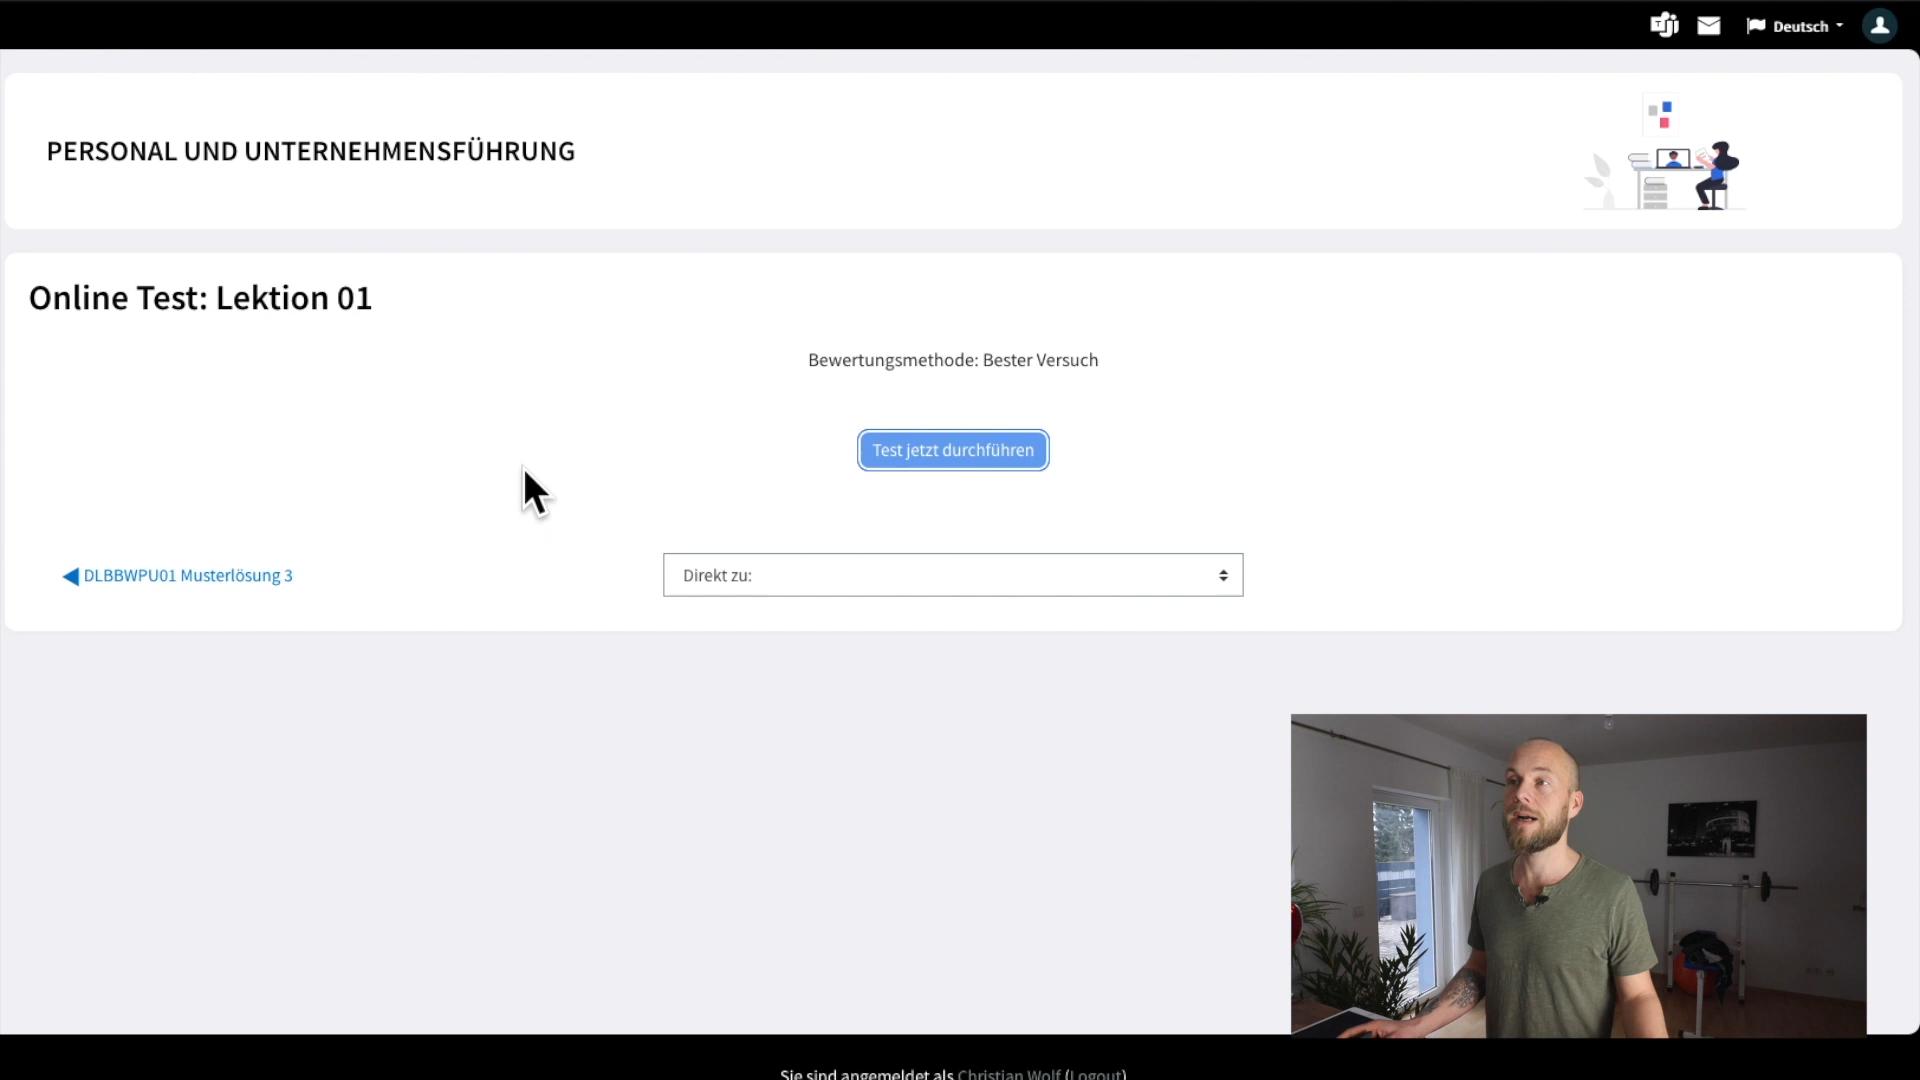 Deutsch
PERSONAL UND UNTERNEHMENSFÜHRUNG
Online Test: Lektion 01
Bewertungsmethode: Bester Versuch
Test jetzt durchführen
DLBBWPU01 Musterlösung 3
Direkt zu:
Sie sind angemeldet als Christian Wolf (Logout)